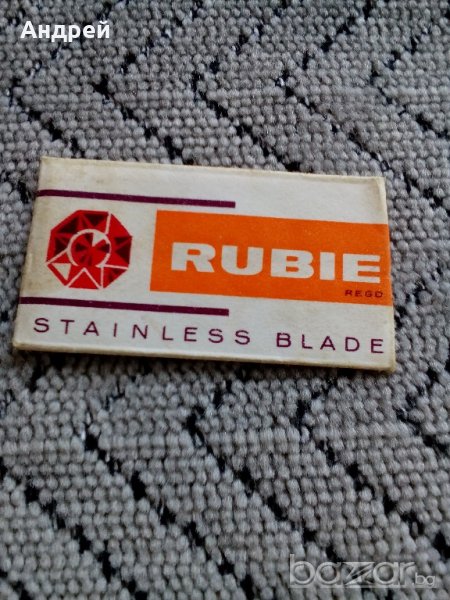 Андрей
RUBIE
REGD
STAINLESS BLADE
bazar.bg